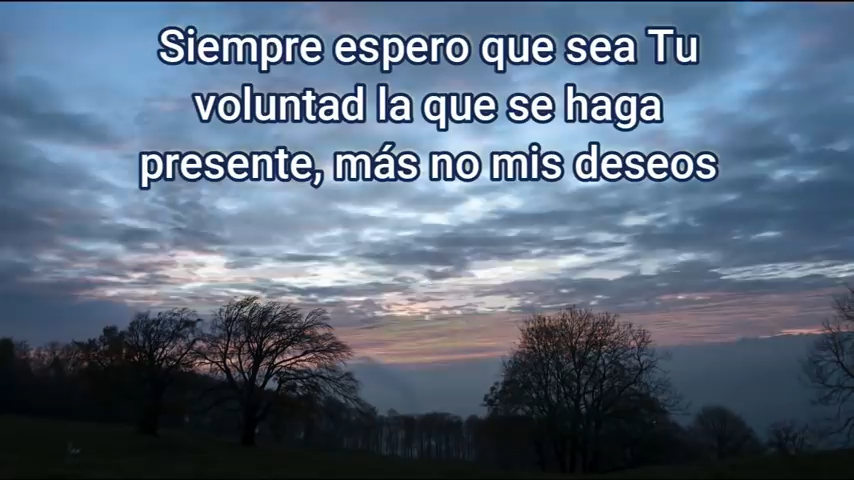 Siempre espero que sea Tu
voluntad la que se haga
presente, más no mis deseos